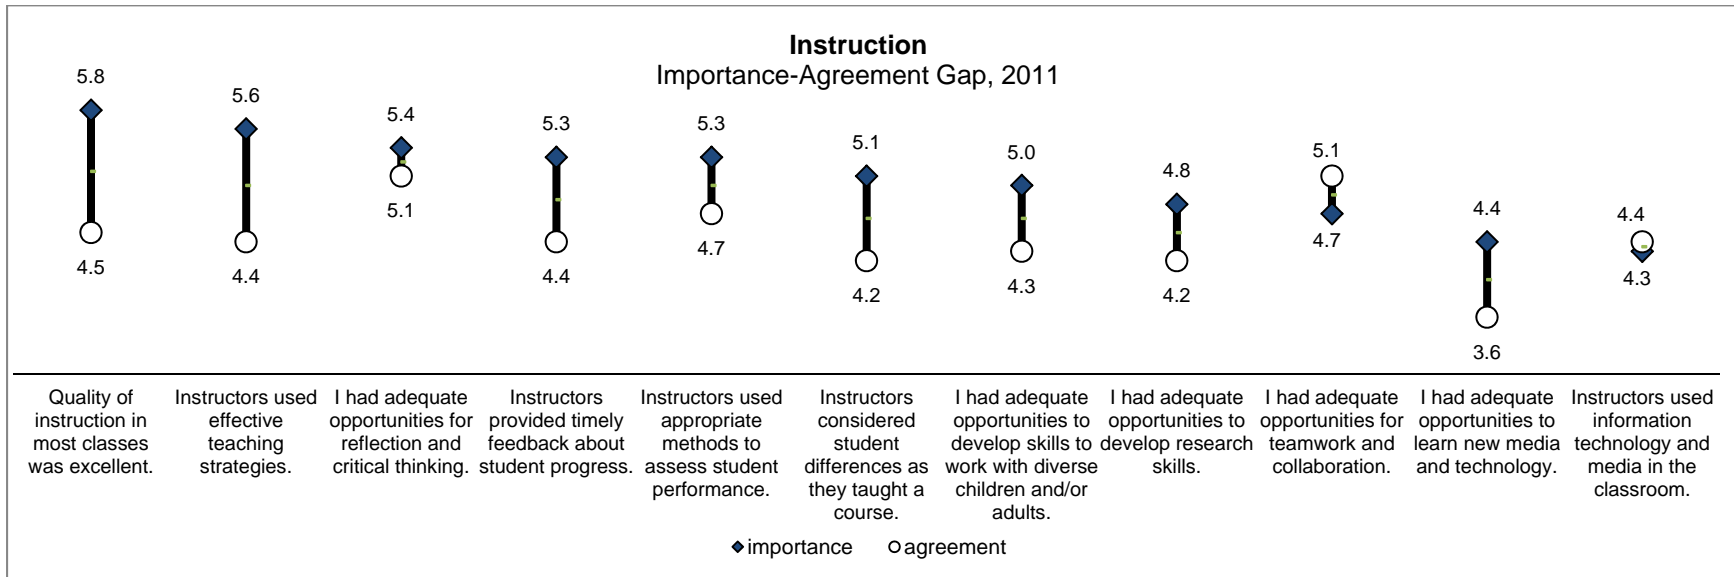 Instruction
Importance-Agreement Gap, 2011
5.8
5.6
5.4
5.3
5.3
5.1
5.0
4.8
5.1
4.4
4.4
4.5
4.4
5.1
4.4
4.7
4.2
4.3
4.2
4.7
3.6
4.3
Quality of
instruction in
most classes
was excellent.
Instructors used
effective
teaching
strategies.
I had adequate
opportunities for
reflection and
critical thinking.
Instructors
provided timely
feedback about
student progress.
Instructors used
appropriate
methods to
assess student
performance.
Instructors
considered
student
differences as
they taught a
course.
I had adequate
opportunities to
develop skills to
work with diverse
children and/or
adults.
I had adequate
opportunities to
develop research
skills.
I had adequate
opportunities for
teamwork and
collaboration.
I had adequate
opportunities to
learn new media
and technology.
Instructors used
information
technology and
media in the
classroom.
importance
agreement